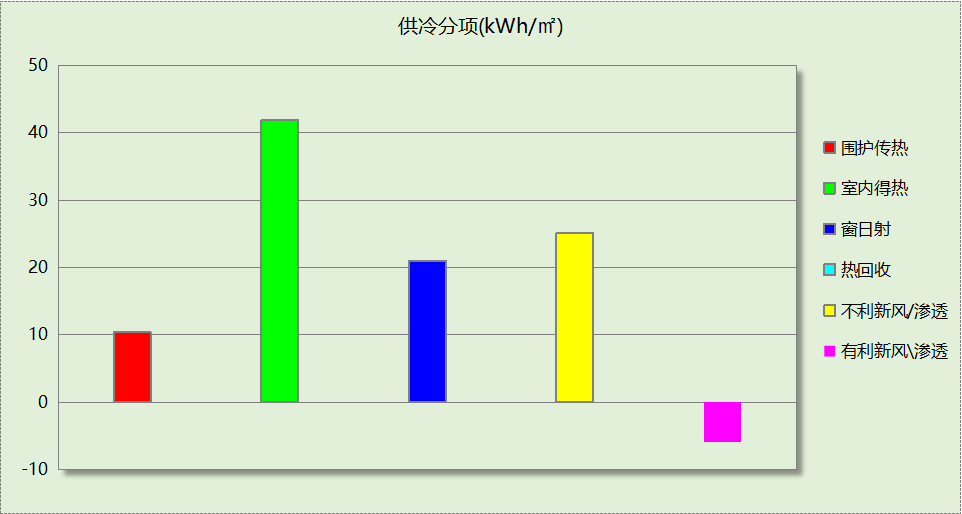 供冷分项(kWh/㎡)
50
40
30
20
10
0
-10
围护传热
室内得热
窗日射
热回收
不利新风/渗透
有利新风\渗透